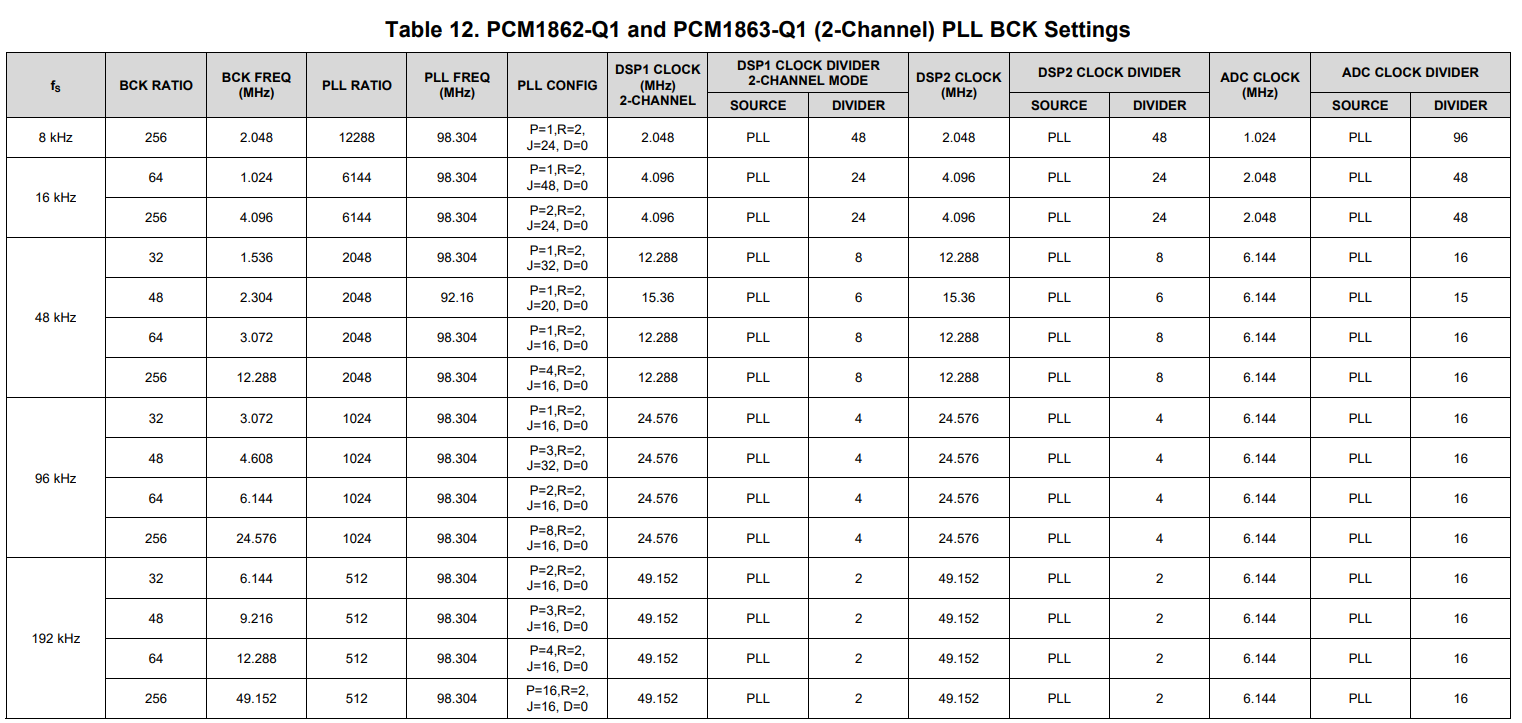 Table 12. PCM1862-Q1 and PCM1863-Q1 (2-Channel) PLL BCK Settings
fS BCK RATIO BCK FREQ (MHz) PLL RATIO PLL FREQ (MHz) PLL CONFIG DSP1 CLOCK (MHz) 2-CHANNEL DSP1 CLOCK DIVIDER 2-CHANNEL MODE DSP2 CLOCK (MHz) DSP2 CLOCK DIVIDER ADC CLOCK (MHz) ADC CLOCK DIVIDER
SOURCE DIVIDER SOURCE DIVIDER SOURCE DIVIDER
8 kHz 256 2.048 12288 98.304 P=1,R=2, J=24, D=0 2.048 PLL 48 2.048 PLL 48 1.024 PLL 96
16 kHz 64 1.024 6144 98.304 P=1,R=2, J=48, D=0 4.096 PLL 24 4.096 PLL 24 2.048 PLL 48
256 4.096 6144 98.304 P=2,R=2, J=24, D=0 4.096 PLL 24 4.096 PLL 24 2.048 PLL 48
48 kHz 32 1.536 2048 98.304 P=1,R=2, J=32, D=0 12.288 PLL 8 12.288 PLL 8 6.144 PLL 16
48 2.304 2048 92.16 P=1,R=2, J=20, D=0 15.36 PLL 6 15.36 PLL 6 6.144 PLL 15
64 3.072 2048 98.304 P=1,R=2, J=16, D=0 12.288 PLL 8 12.288 PLL 8 6.144 PLL 16
256 12.288 2048 98.304 P=4,R=2, J=16, D=0 12.288 PLL 8 12.288 PLL 8 6.144 PLL 16
96 kHz 32 3.072 1024 98.304 P=1,R=2, J=16, D=0 24.576 PLL 4 24.576 PLL 4 6.144 PLL 16
48 4.608 1024 98.304 P=3,R=2, J=32, D=0 24.576 PLL 4 24.576 PLL 4 6.144 PLL 16
64 6.144 1024 98.304 P=2,R=2, J=16, D=0 24.576 PLL 4 24.576 PLL 4 6.144 PLL 16
256 24.576 1024 98.304 P=8,R=2, J=16, D=0 24.576 PLL 4 24.576 PLL 4 6.144 PLL 16
192 kHz 32 6.144 512 98.304 P=2,R=2, J=16, D=0 49.152 PLL 2 49.152 PLL 2 6.144 PLL 16
48 9.216 512 98.304 P=3,R=2, J=16, D=0 49.152 PLL 2 49.152 PLL 2 6.144 PLL 16
64 12.288 512 98.304 P=4,R=2, J=16, D=0 49.152 PLL 2 49.152 PLL 2 6.144 PLL 16
256 49.152 512 98.304 P=16,R=2, J=16, D=0 49.152 PLL 2 49.152 PLL 2 6.144 PLL 16